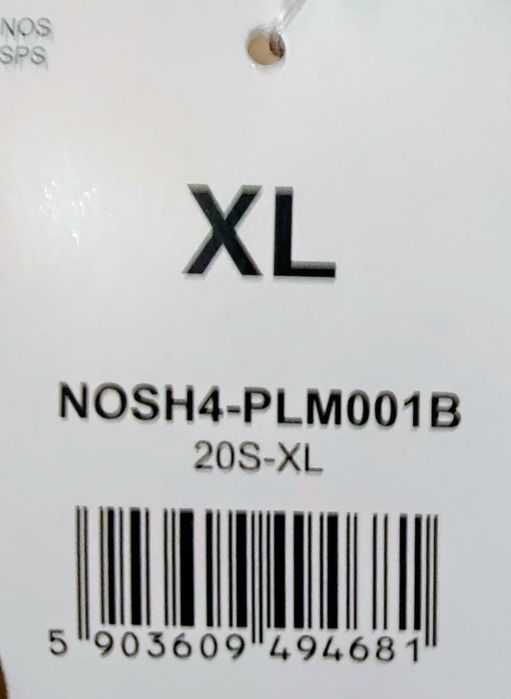 NOS
SPS
XL
NOSH4-PLM001B
20S-XL
5 903609 494681